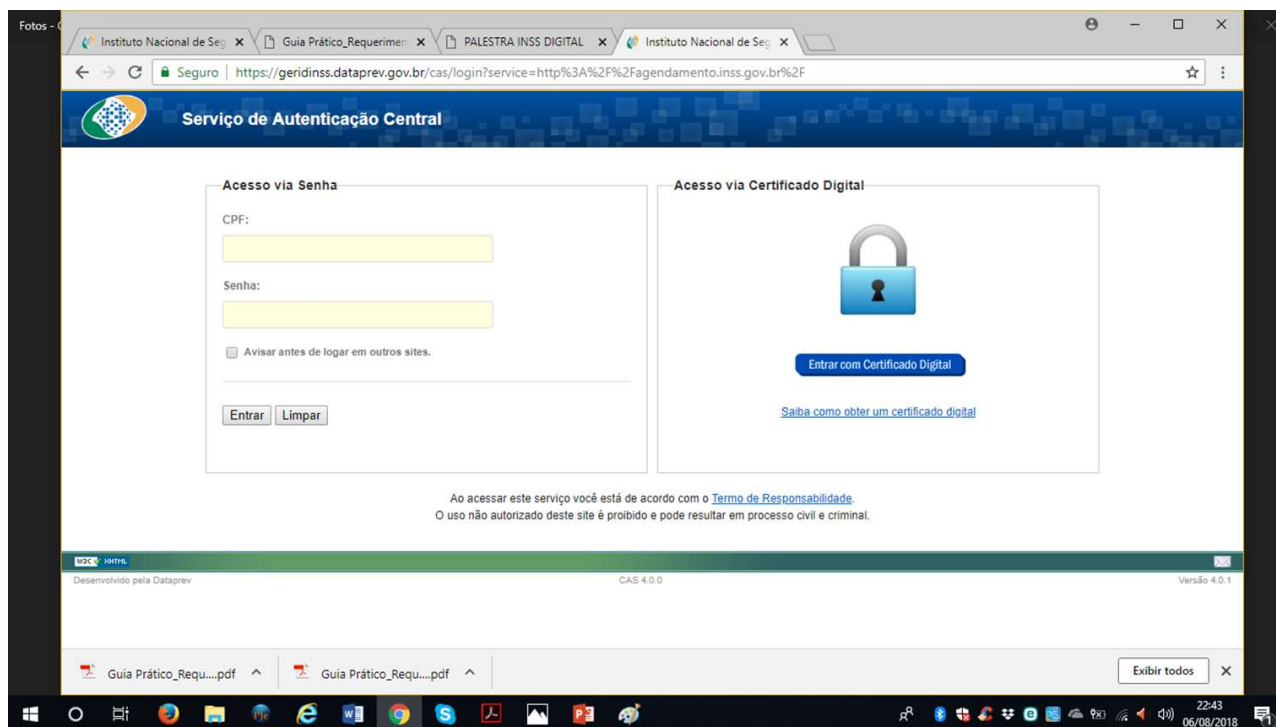 Fotos - 
Instituto Nacional de Seg
Guia Prático_Requerimen
PALESTRA INSS DIGITAL
Instituto Nacional de Seg
Seguro | https://geridinss.dataprev.gov.br/cas/login?service=http%3A%2F%2Fagendamento.inss.gov.br%2F
Serviço de Autenticação Central
Acesso via Senha
CPF:
Senha:
Avisar antes de logar em outros sites.
Entrar Limpar
Acesso via Certificado Digital
Entrar com Certificado Digital
Saiba como obter um certificado digital
Ao acessar este serviço você está de acordo com o Termo de Responsabilidade.
O uso não autorizado deste site é proibido e pode resultar em processo civil e criminal.
W3C XHTML
Desenvolvido pela Dataprev CAS 4.0.0 Versão 4.0.1
Guia Prático_Requ....pdf Guia Prático_Requ....pdf Exibir todos
22:43
06/08/2018